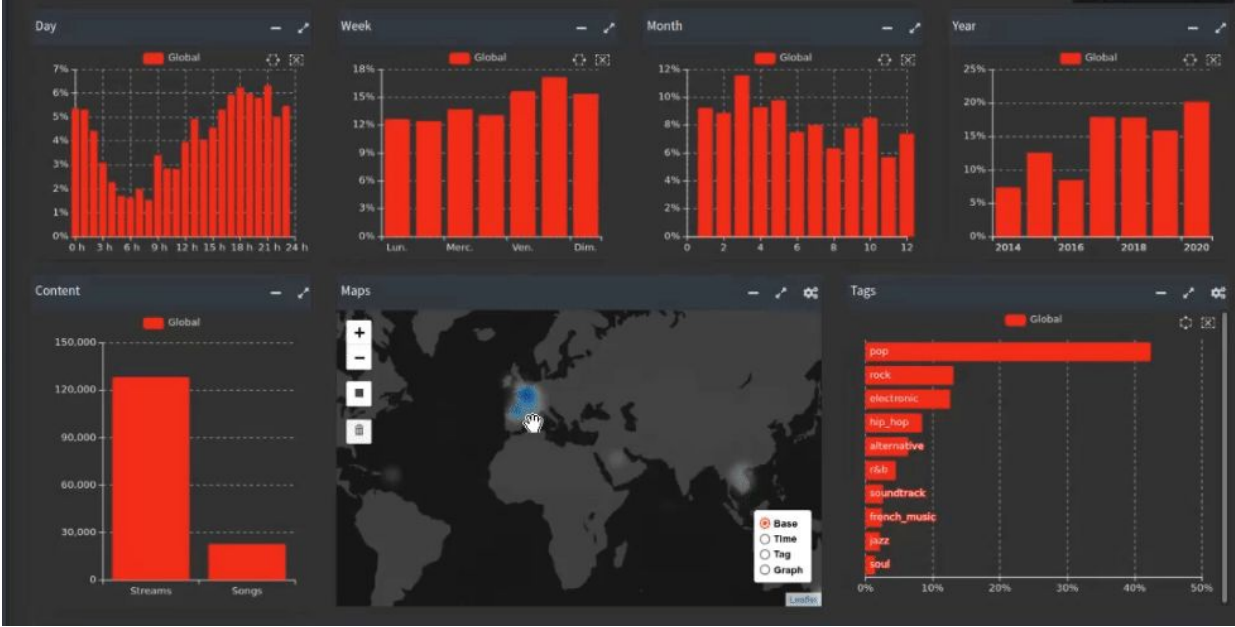 Day
Week
Month
Year
Global
Global
Global
Global
7%
6%
5%
4%
3%
2%
1%
0%
0 h 3 h 6 h 9 h 12 h 15 h 18 h 21 h 24 h
18%
15%
12%
9%
6%
3%
0%
Lun. Merc. Ven. Dim.
12%
10%
8%
6%
4%
2%
0%
0 2 4 6 8 10 12
25%
20%
15%
10%
5%
0%
2014 2016 2018 2020
Content
Maps
Tags
Global
150,000
120,000
90,000
60,000
30,000
0
Streams Songs
+
−
Base
Time
Tag
Graph
Leaflet
Global
pop
rock
electronic
hip_hop
alternative
r&b
soundtrack
french_music
jazz
soul
0% 10% 20% 30% 40% 50%